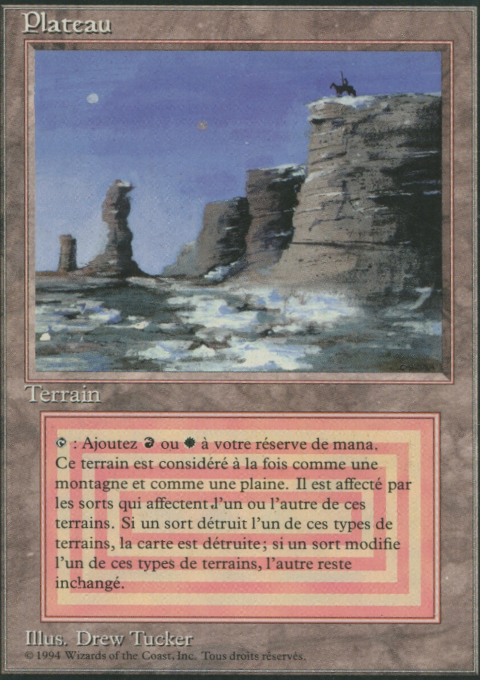 Plateau
Terrain
: Ajoutez ou à votre réserve de mana.
Ce terrain est considéré à la fois comme une
montagne et comme une plaine. Il est affecté par
les sorts qui affectent l'un ou l'autre de ces
terrains. Si un sort détruit l'un de ces types de
terrains, la carte est détruite; si un sort modifie
l'un de ces types de terrains, l'autre reste
inchangé.
Illus. Drew Tucker
© 1994 Wizards of the Coast, Inc. Tous droits réservés.